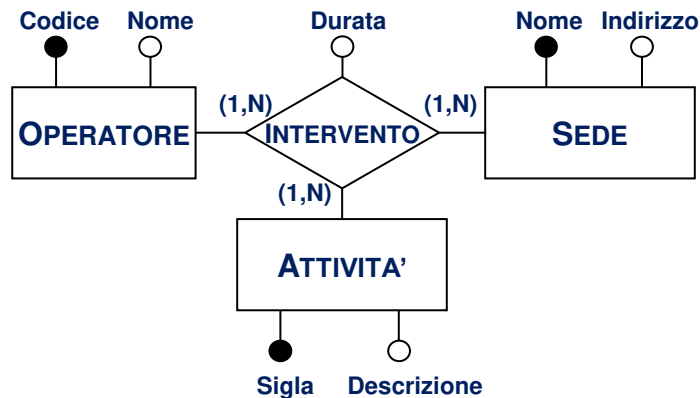 Codice Nome Durata Nome Indirizzo
(1,N) (1,N)
OPERATORE INTERVENTO SEDE
(1,N)
ATTIVITA'
Sigla Descrizione